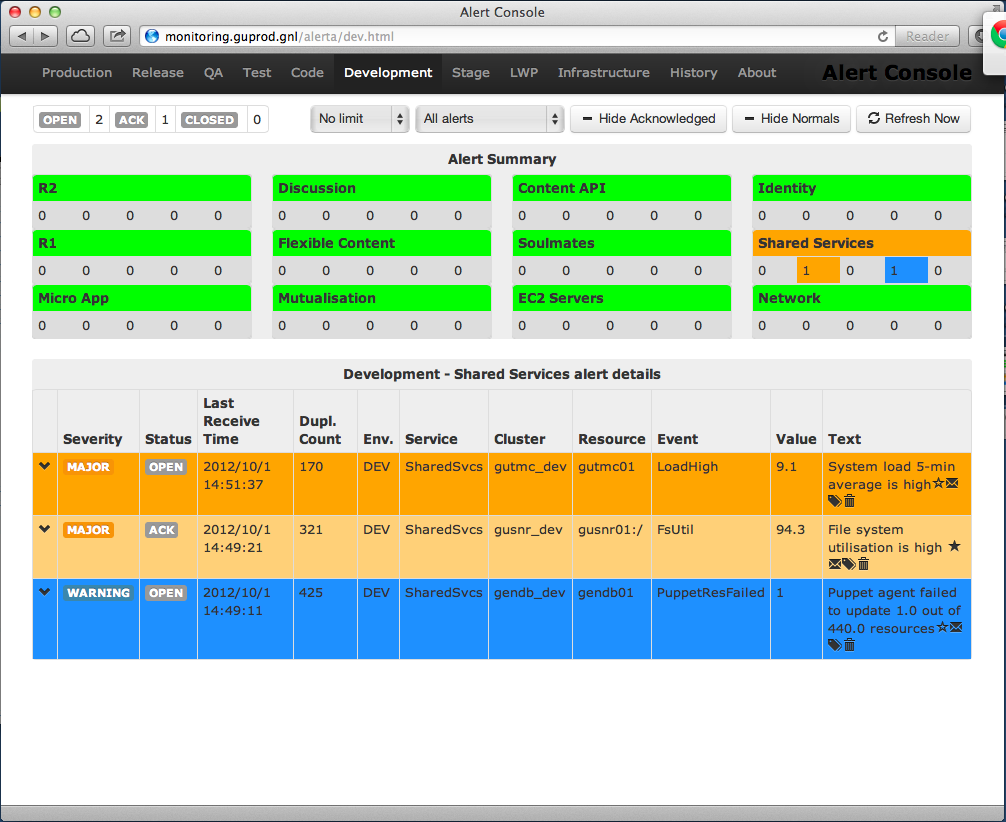 Alert Console
monitoring.guprod.gnl/alerta/dev.html Reader
Production Release QA Test Code Development Stage LWP Infrastructure History About Alert Console
OPEN 2 ACK 1 CLOSED 0 No limit All alerts Hide Acknowledged Hide Normals Refresh Now
Alert Summary
R2 Discussion Content API Identity
0 0 0 0 0 0 0 0 0 0 0 0 0 0 0 0 0 0 0 0
R1 Flexible Content Soulmates Shared Services
0 0 0 0 0 0 0 0 0 0 0 0 0 0 0 0 1 0 1 0
Micro App Mutualisation EC2 Servers Network
0 0 0 0 0 0 0 0 0 0 0 0 0 0 0 0 0 0 0 0
Development - Shared Services alert details
Severity Status Last Receive Time Dupl. Count Env. Service Cluster Resource Event Value Text
MAJOR OPEN 2012/10/1 14:51:37 170 DEV SharedSvcs gutmc_dev gutmc01 LoadHigh 9.1 System load 5-min average is high
MAJOR ACK 2012/10/1 14:49:21 321 DEV SharedSvcs gusnr_dev gusnr01:/ FsUtil 94.3 File system utilisation is high
WARNING OPEN 2012/10/1 14:49:11 425 DEV SharedSvcs gendb_dev gendb01 PuppetResFailed 1 Puppet agent failed to update 1.0 out of 440.0 resources